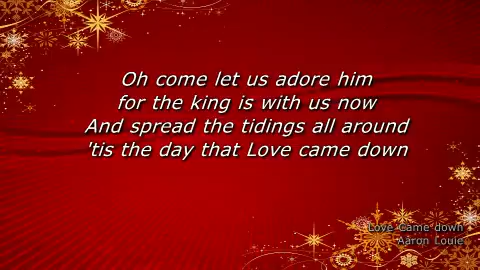 Oh come let us adore him
for the king is with us now
And spread the tidings all around
'tis the day that Love came down
Love Came down
Aaron Louie